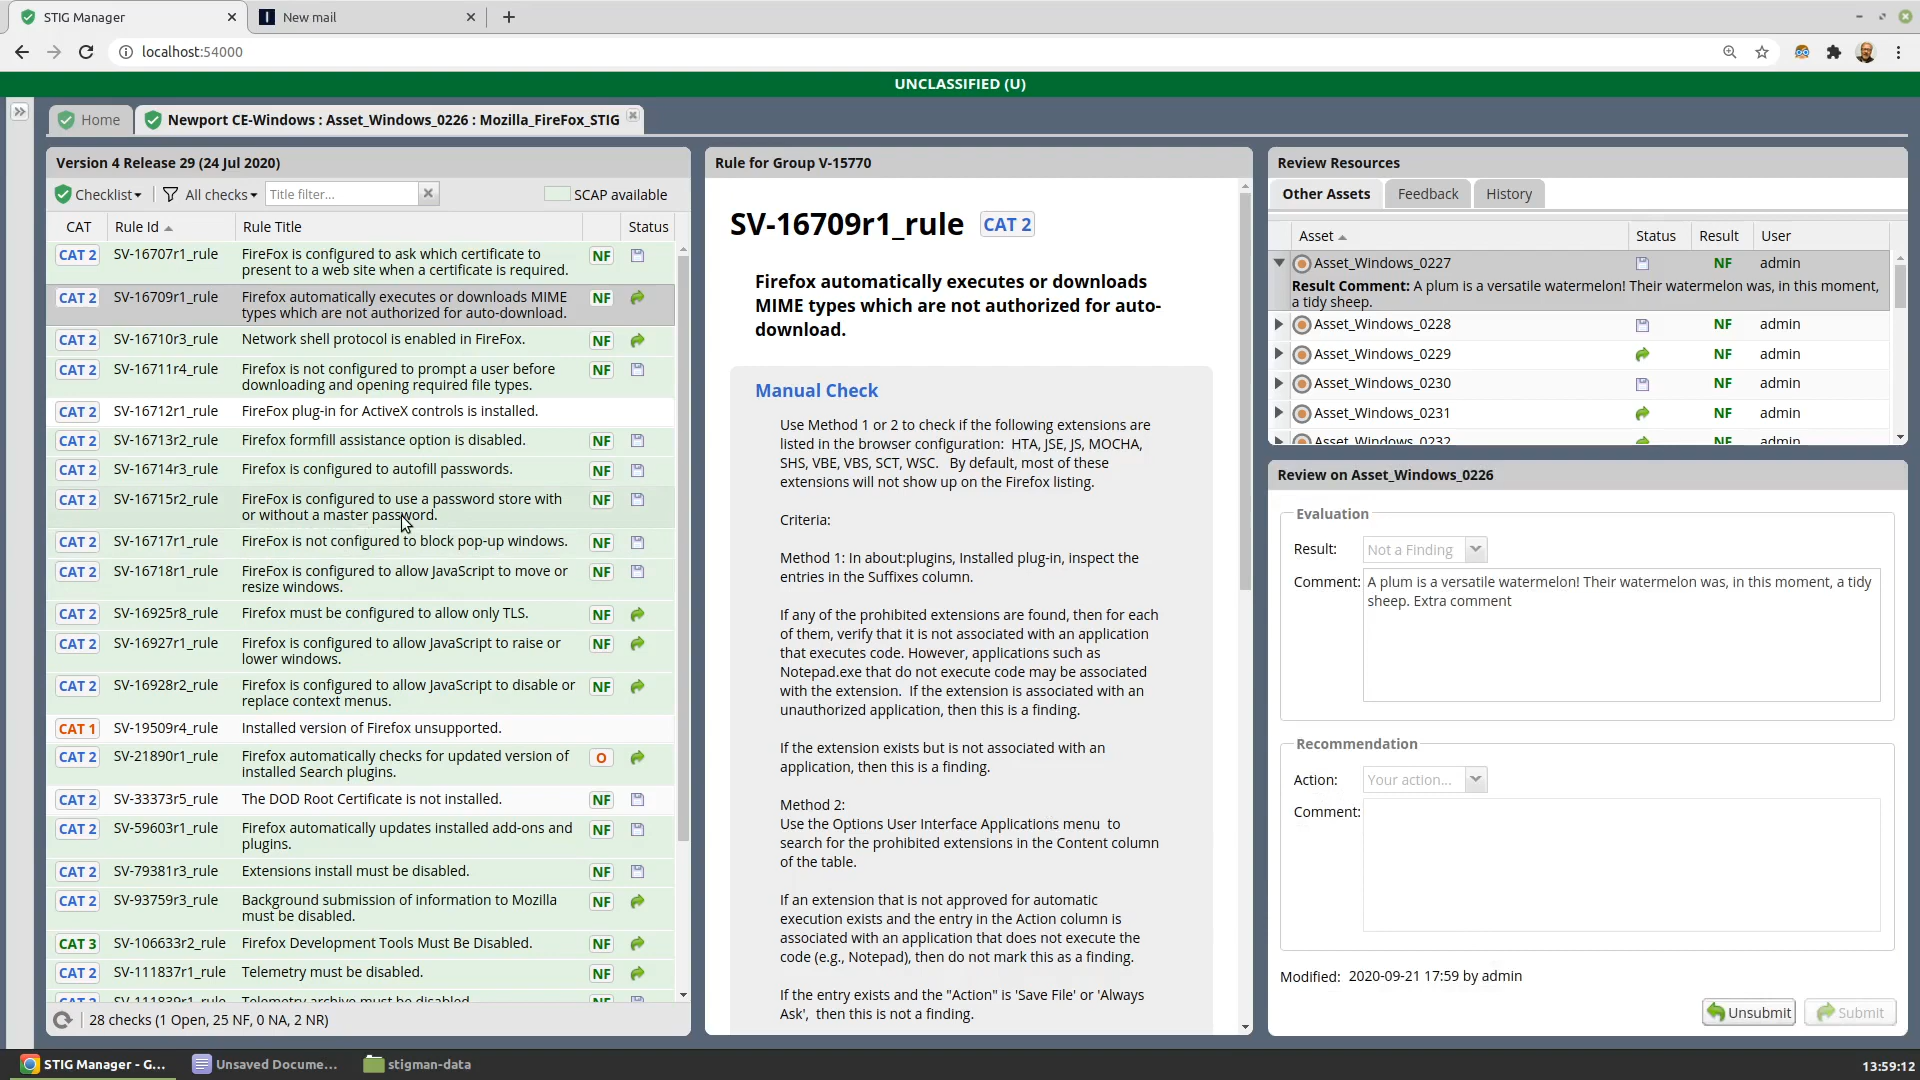 STIG Manager
New mail
localhost:54000
UNCLASSIFIED (U)
Home
Newport CE-Windows : Asset_Windows_0226 : Mozilla_FireFox_STIG
Version 4 Release 29 (24 Jul 2020)
Checklist
All checks
Title filter...
SCAP available
CAT Rule Id Rule Title Status
CAT 2 SV-16707r1_rule FireFox is configured to ask which certificate to NF
present to a web site when a certificate is required.
CAT 2 SV-16709r1_rule Firefox automatically executes or downloads MIME NF
types which are not authorized for auto-download.
CAT 2 SV-16710r3_rule Network shell protocol is enabled in FireFox. NF
CAT 2 SV-16711r4_rule Firefox is not configured to prompt a user before NF
downloading and opening required file types.
CAT 2 SV-16712r1_rule FireFox plug-in for ActiveX controls is installed.
CAT 2 SV-16713r2_rule Firefox formfill assistance option is disabled. NF
CAT 2 SV-16714r3_rule Firefox is configured to autofill passwords. NF
CAT 2 SV-16715r2_rule FireFox is configured to use a password store with NF
or without a master password.
CAT 2 SV-16717r1_rule FireFox is not configured to block pop-up windows. NF
CAT 2 SV-16718r1_rule FireFox is configured to allow JavaScript to move or NF
resize windows.
CAT 2 SV-16925r8_rule Firefox must be configured to allow only TLS. NF
CAT 2 SV-16927r1_rule Firefox is configured to allow JavaScript to raise or NF
lower windows.
CAT 2 SV-16928r2_rule Firefox is configured to allow JavaScript to disable or NF
replace context menus.
CAT 1 SV-19509r4_rule Installed version of Firefox unsupported.
CAT 2 SV-21890r1_rule Firefox automatically checks for updated version of O
installed Search plugins.
CAT 2 SV-33373r5_rule The DOD Root Certificate is not installed. NF
CAT 2 SV-59603r1_rule Firefox automatically updates installed add-ons and NF
plugins.
CAT 2 SV-79381r3_rule Extensions install must be disabled. NF
CAT 2 SV-93759r3_rule Background submission of information to Mozilla NF
must be disabled.
CAT 3 SV-106633r2_rule Firefox Development Tools Must Be Disabled. NF
CAT 2 SV-111837r1_rule Telemetry must be disabled. NF
CAT 2 SV-111839r1_rule Telemetry archive must be disabled. NF
28 checks (1 Open, 25 NF, 0 NA, 2 NR)
Rule for Group V-15770
SV-16709r1_rule CAT 2
Firefox automatically executes or downloads
MIME types which are not authorized for auto-
download.
Manual Check
Use Method 1 or 2 to check if the following extensions are
listed in the browser configuration: HTA, JSE, JS, MOCHA,
SHS, VBE, VBS, SCT, WSC. By default, most of these
extensions will not show up on the Firefox listing.
Criteria:
Method 1: In about:plugins, Installed plug-in, inspect the
entries in the Suffixes column.
If any of the prohibited extensions are found, then for each
of them, verify that it is not associated with an application
that executes code. However, applications such as
Notepad.exe that do not execute code may be associated
with the extension. If the extension is associated with an
unauthorized application, then this is a finding.
If the extension exists but is not associated with an
application, then this is a finding.
Method 2:
Use the Options User Interface Applications menu to
search for the prohibited extensions in the Content column
of the table.
If an extension that is not approved for automatic
execution exists and the entry in the Action column is
associated with an application that does not execute the
code (e.g., Notepad), then do not mark this as a finding.
If the entry exists and the "Action" is 'Save File' or 'Always
Ask', then this is not a finding.
Review Resources
Other Assets Feedback History
Asset Status Result User
Asset_Windows_0227 NF admin
Result Comment: A plum is a versatile watermelon! Their watermelon was, in this moment,
a tidy sheep.
Asset_Windows_0228 NF admin
Asset_Windows_0229 NF admin
Asset_Windows_0230 NF admin
Asset_Windows_0231 NF admin
Asset_Windows_0232 NF admin
Review on Asset_Windows_0226
Evaluation
Result: Not a Finding
Comment: A plum is a versatile watermelon! Their watermelon was, in this moment, a tidy
sheep. Extra comment
Recommendation
Action: Your action...
Comment:
Modified: 2020-09-21 17:59 by admin
Unsubmit Submit
STIG Manager - G...
Unsaved Docume...
stigman-data
13:59:12